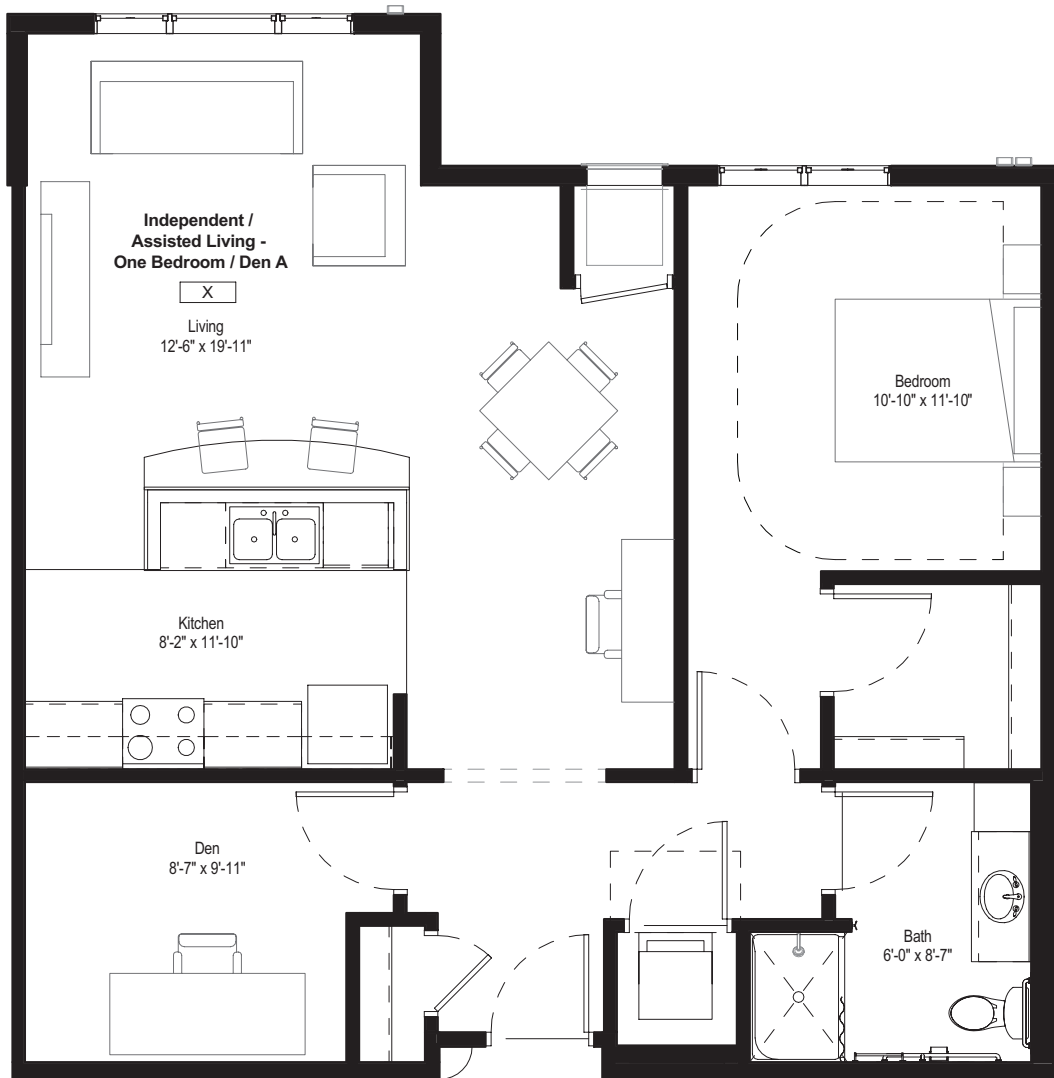 Independent /
Assisted Living -
One Bedroom / Den A
X
Living
12'-6" x 19'-11"
Bedroom
10'-10" x 11'-10"
Kitchen
8'-2" x 11'-10"
Den
8'-7" x 9'-11"
Bath
6'-0" x 8'-7"